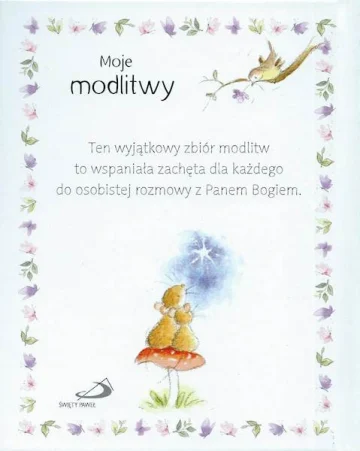 Moje
modlitwy
Ten wyjątkowy zbiór modlitw
to wspaniała zachęta dla każdego
do osobistej rozmowy z Panem Bogiem.
ŚWIĘTY PAWEŁ